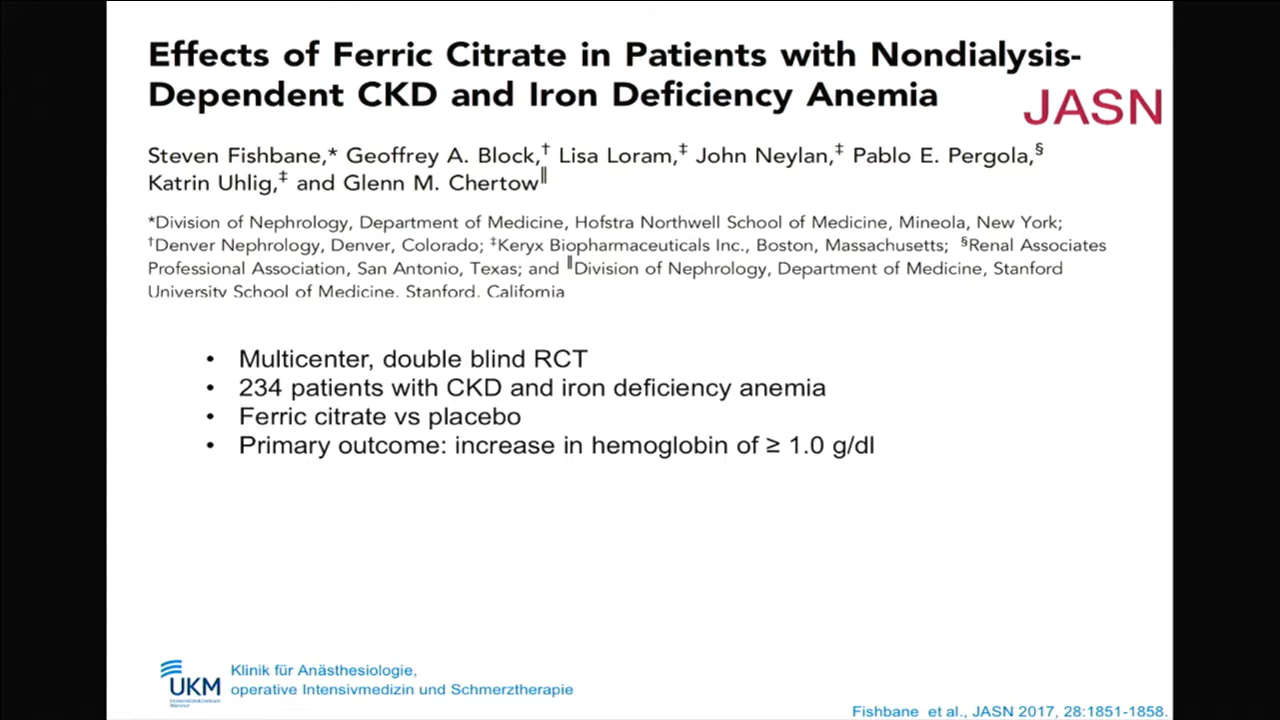 Effects of Ferric Citrate in Patients with Nondialysis-
Dependent CKD and Iron Deficiency Anemia
JASN
Steven Fishbane,* Geoffrey A. Block,† Lisa Loram,‡ John Neylan,‡ Pablo E. Pergola,§
Katrin Uhlig,‡ and Glenn M. Chertow‖
*Division of Nephrology, Department of Medicine, Hofstra Northwell School of Medicine, Mineola, New York;
†Denver Nephrology, Denver, Colorado; ‡Keryx Biopharmaceuticals Inc., Boston, Massachusetts; §Renal Associates
Professional Association, San Antonio, Texas; and ‖Division of Nephrology, Department of Medicine, Stanford
University School of Medicine, Stanford, California
• Multicenter, double blind RCT
• 234 patients with CKD and iron deficiency anemia
• Ferric citrate vs placebo
• Primary outcome: increase in hemoglobin of ≥ 1.0 g/dl
UKM
Klinik für Anästhesiologie,
operative Intensivmedizin und Schmerztherapie
Fishbane et al., JASN 2017, 28:1851-1858.